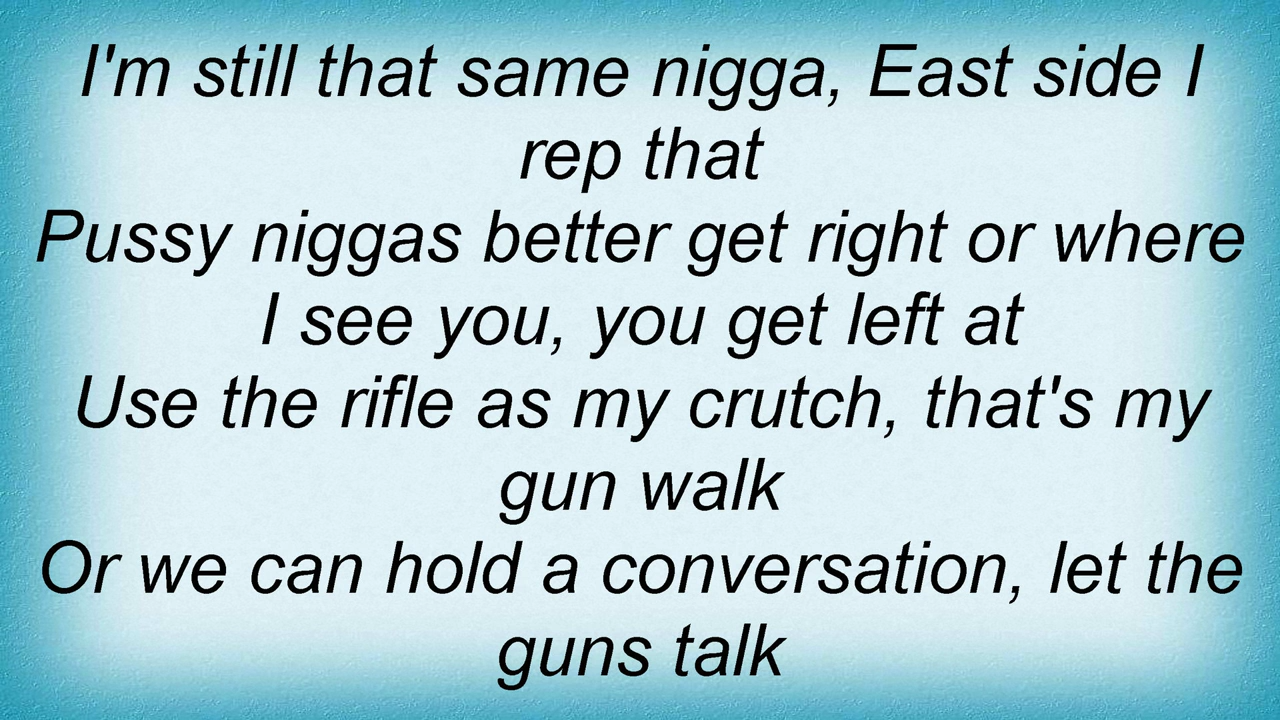 I'm still that same nigga, East side I
rep that
Pussy niggas better get right or where
I see you, you get left at
Use the rifle as my crutch, that's my
gun walk
Or we can hold a conversation, let the
guns talk